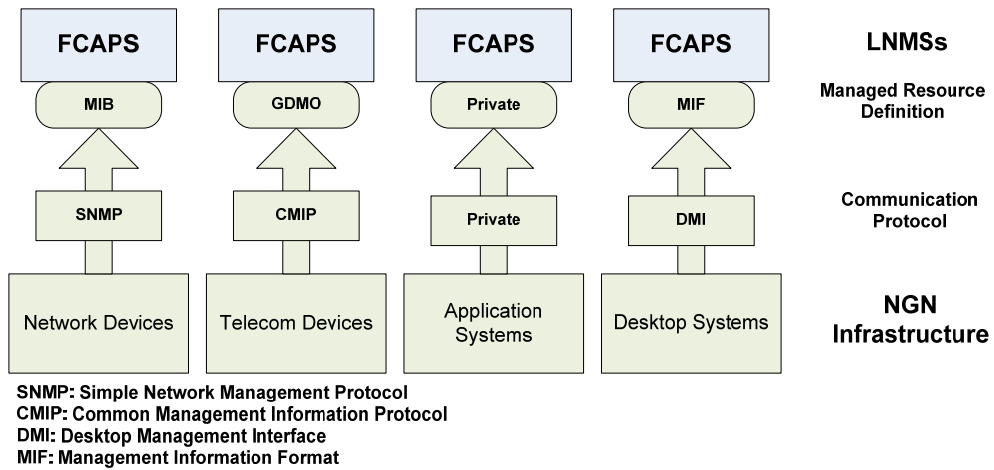 FCAPS FCAPS FCAPS FCAPS LNMSs
MIB GDMO Private MIF Managed Resource
Definition
SNMP CMIP Private DMI Communication
Protocol
Network Devices Telecom Devices Application
Systems Desktop Systems NGN
Infrastructure
SNMP: Simple Network Management Protocol
CMIP: Common Management Information Protocol
DMI: Desktop Management Interface
MIF: Management Information Format